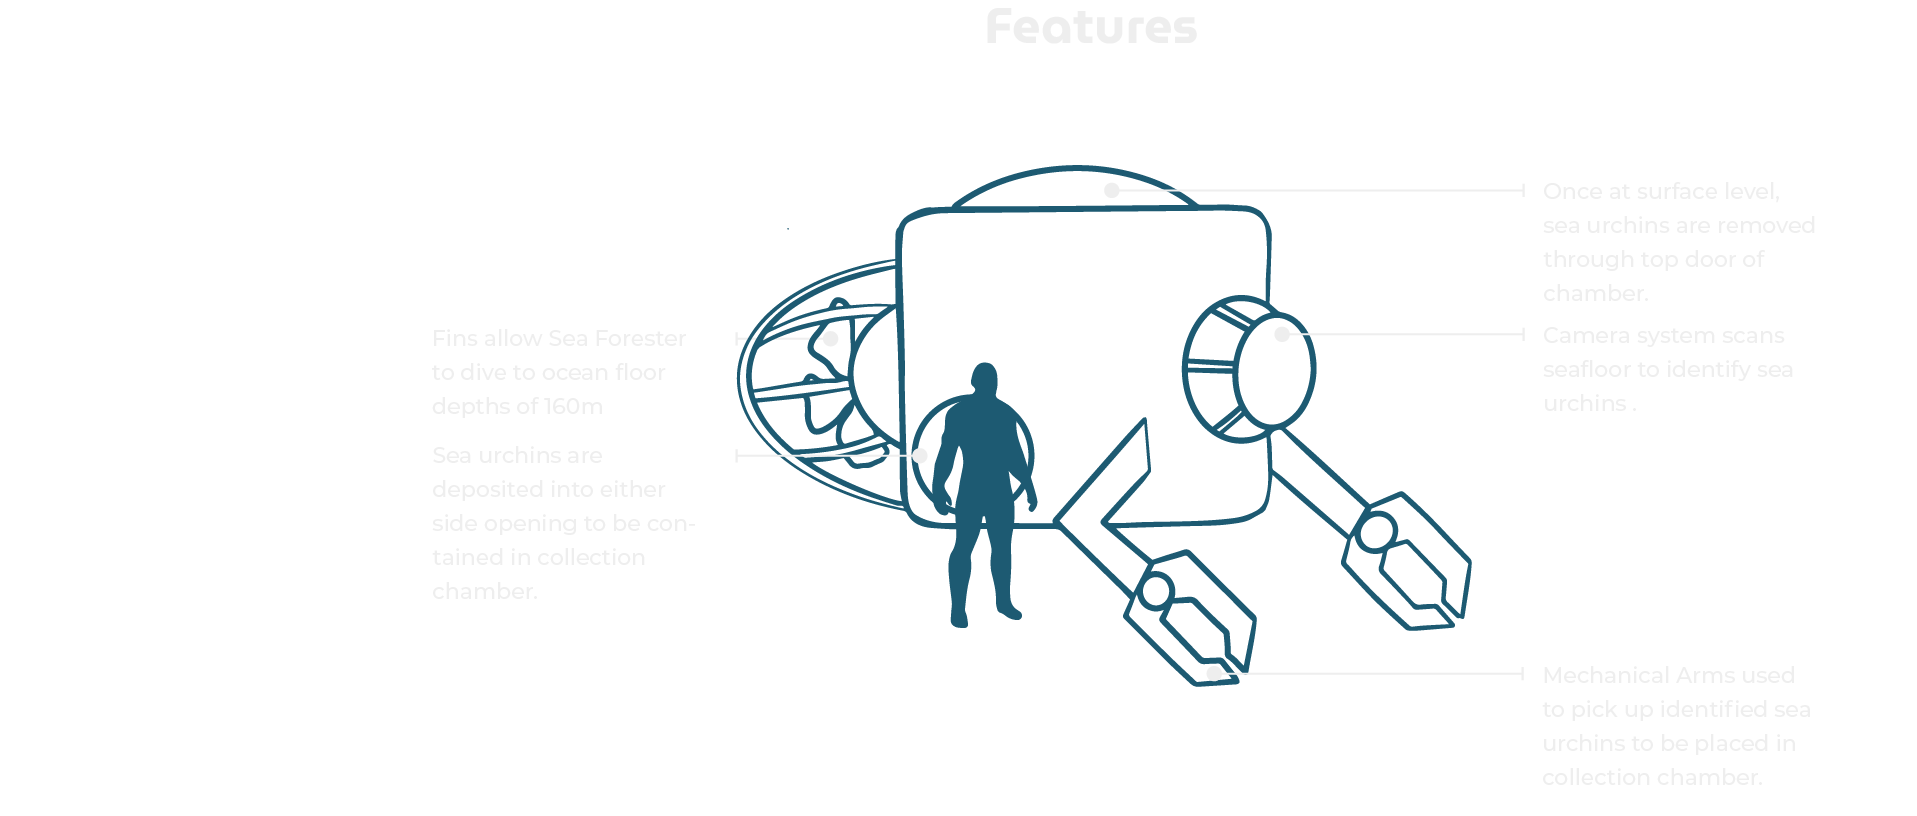 Features
Fins allow Sea Forester
to dive to ocean floor
depths of 160m
Sea urchins are
deposited into either
side opening to be con-
tained in collection
chamber.
Once at surface level,
sea urchins are removed
through top door of
chamber.
Camera system scans
seafloor to identify sea
urchins .
Mechanical Arms used
to pick up identified sea
urchins to be placed in
collection chamber.